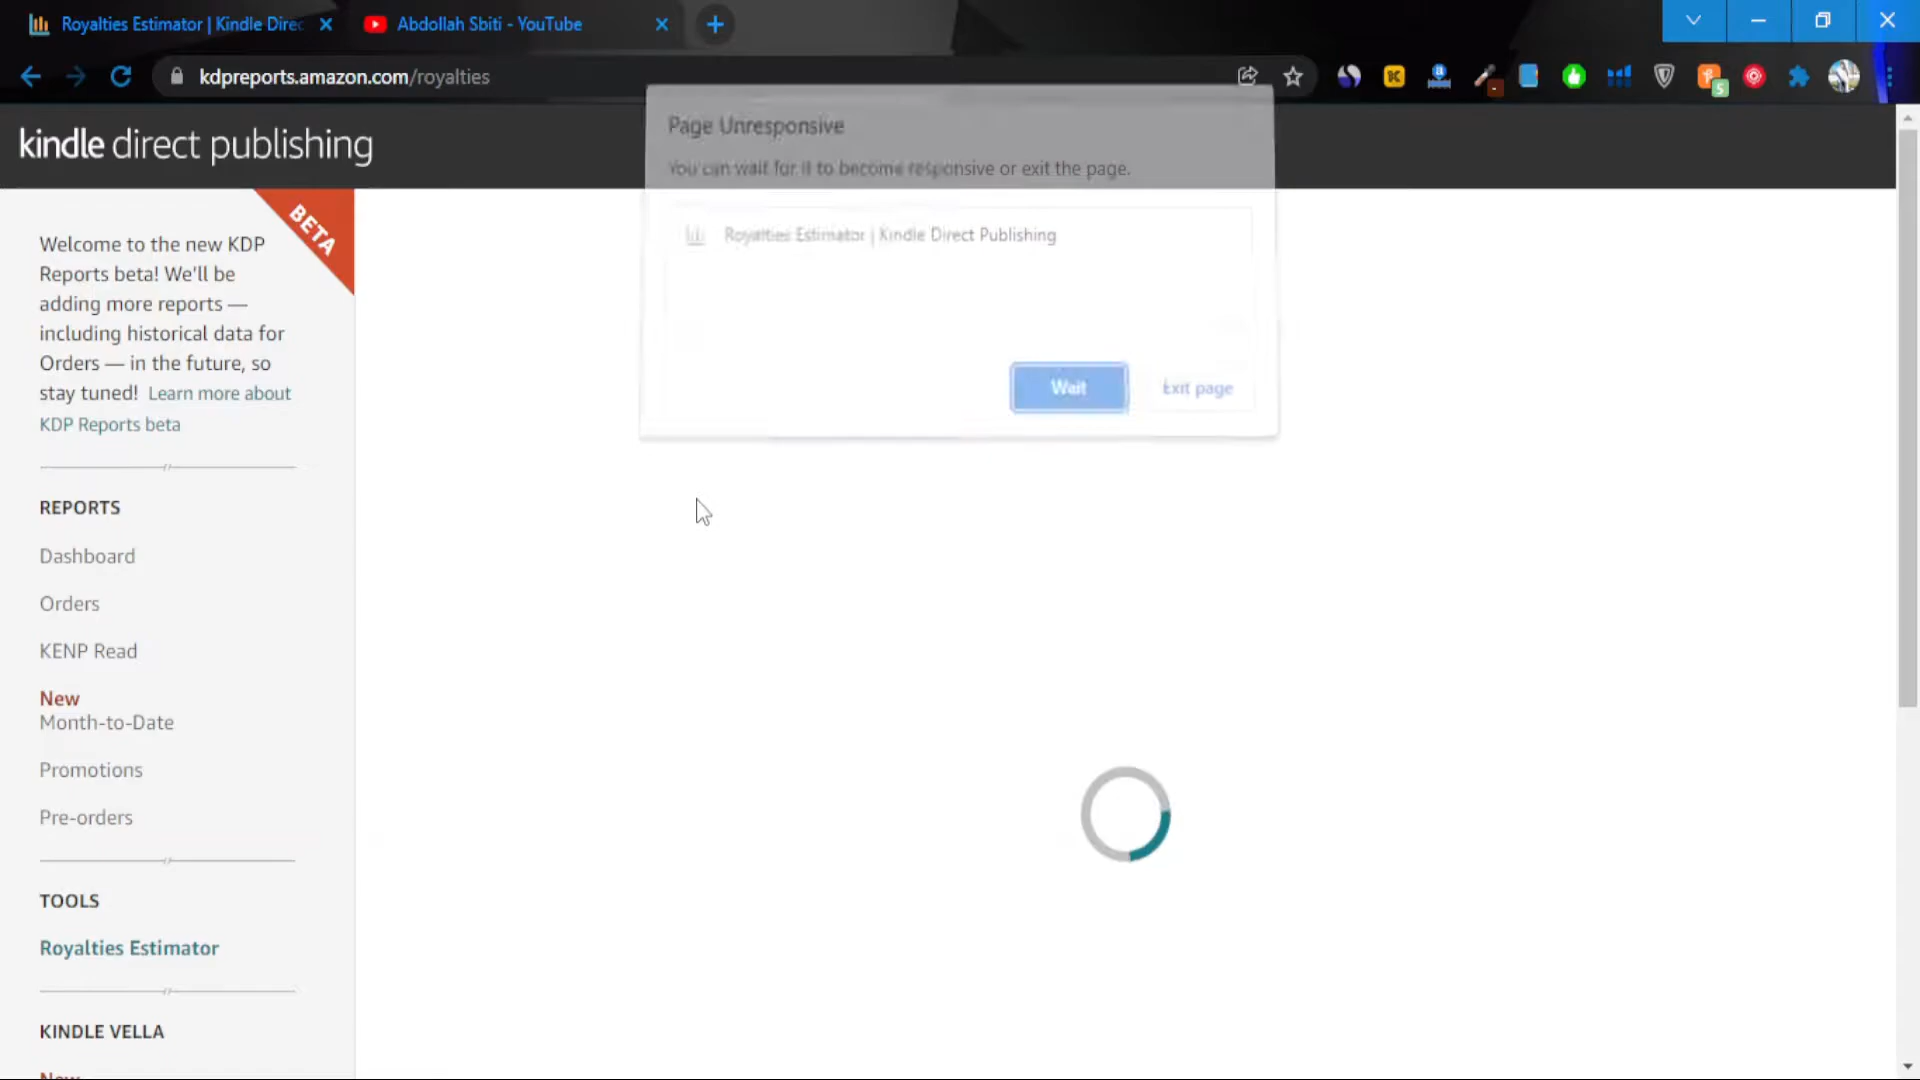 Royalties Estimator | Kindle Direc
Abdollah Sbiti - YouTube
kdpreports.amazon.com/royalties
5
kindle direct publishing
Page Unresponsive
You can wait for it to become responsive or exit the page.
Royalties Estimator | Kindle Direct Publishing
Wait
Exit page
BETA
Welcome to the new KDP
Reports beta! We'll be
adding more reports —
including historical data for
Orders — in the future, so
stay tuned! Learn more about
KDP Reports beta
REPORTS
Dashboard
Orders
KENP Read
New
Month-to-Date
Promotions
Pre-orders
TOOLS
Royalties Estimator
KINDLE VELLA
New